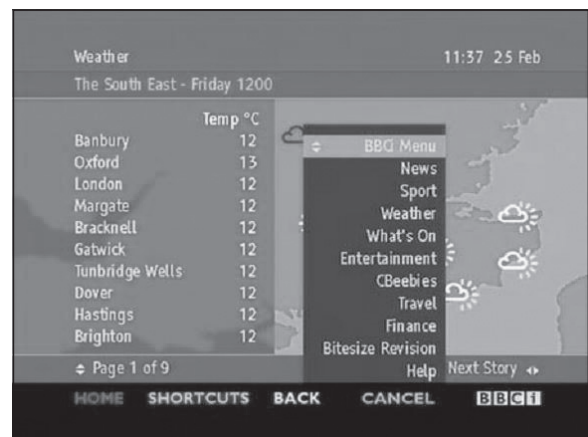 Weather 11:37 25 Feb
The South East - Friday 1200
Temp °C
Banbury 12
Oxford 13
London 12
Margate 12
Bracknell 12
Gatwick 12
Tunbridge Wells 12
Dover 12
Hastings 12
Brighton 12
BBCi Menu
News
Sport
Weather
What's On
Entertainment
CBeebies
Travel
Finance
Bitesize Revision
Help
Page 1 of 9 Next Story
HOME SHORTCUTS BACK CANCEL BBCi